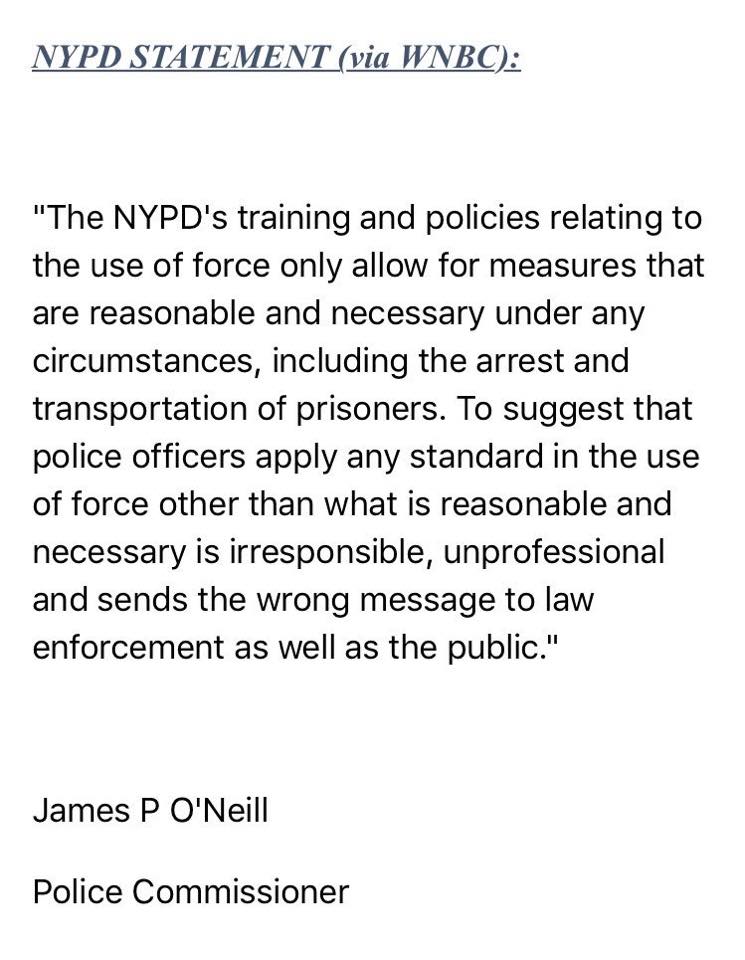 NYPD STATEMENT (via WNBC):
"The NYPD's training and policies relating to
the use of force only allow for measures that
are reasonable and necessary under any
circumstances, including the arrest and
transportation of prisoners. To suggest that
police officers apply any standard in the use
of force other than what is reasonable and
necessary is irresponsible, unprofessional
and sends the wrong message to law
enforcement as well as the public."
James P O'Neill
Police Commissioner